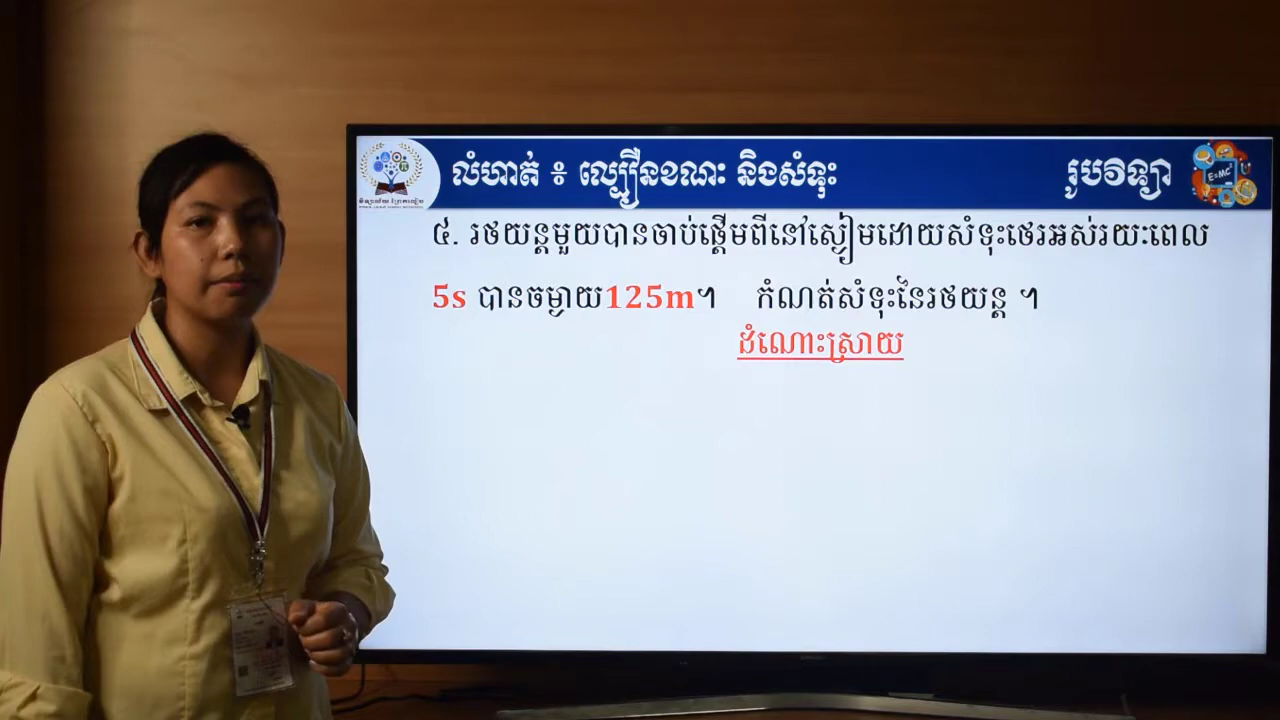 លំហាត់ ៖ ល្បឿនខណៈ និងសំទុះ
រូបវិទ្យា
៤. រថយន្តមួយបានចាប់ផ្តើមពីនៅស្ងៀមដោយសំទុះថេរអស់រយៈពេល
5s បានចម្ងាយ125m។ កំណត់សំទុះនៃរថយន្ត ។
ដំណោះស្រាយ
E=MC²